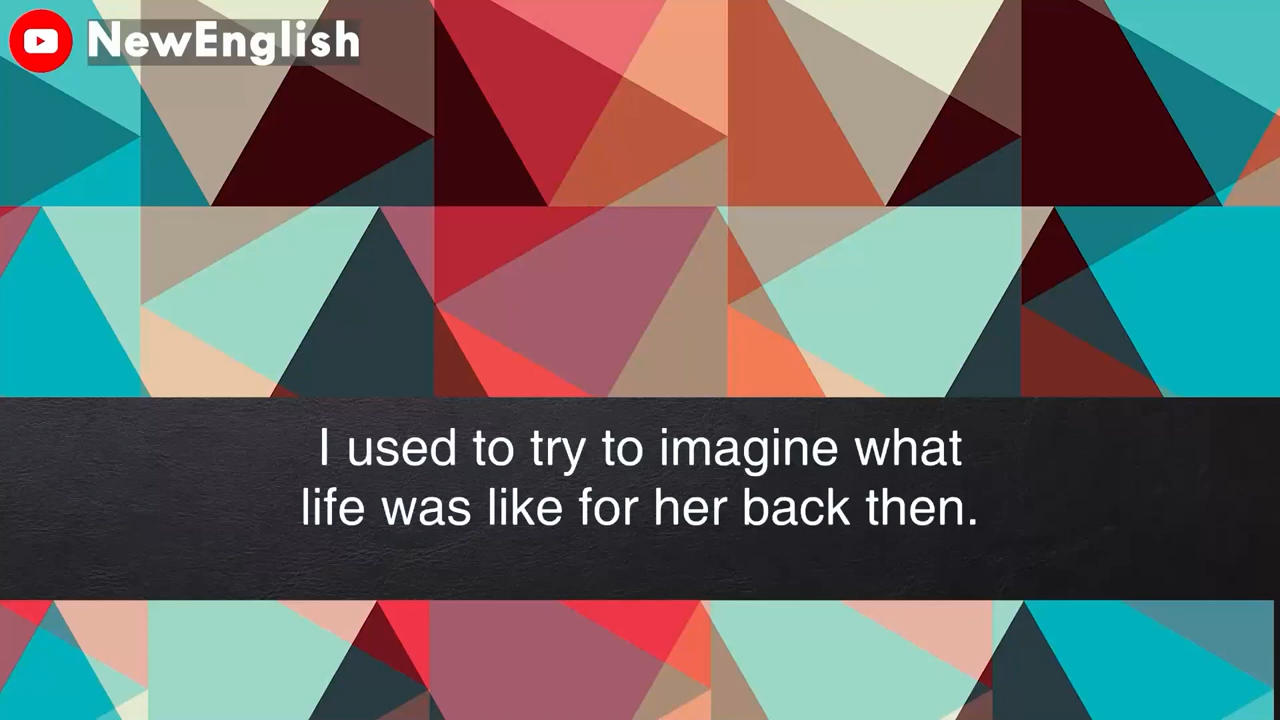 NewEnglish
I used to try to imagine what
life was like for her back then.